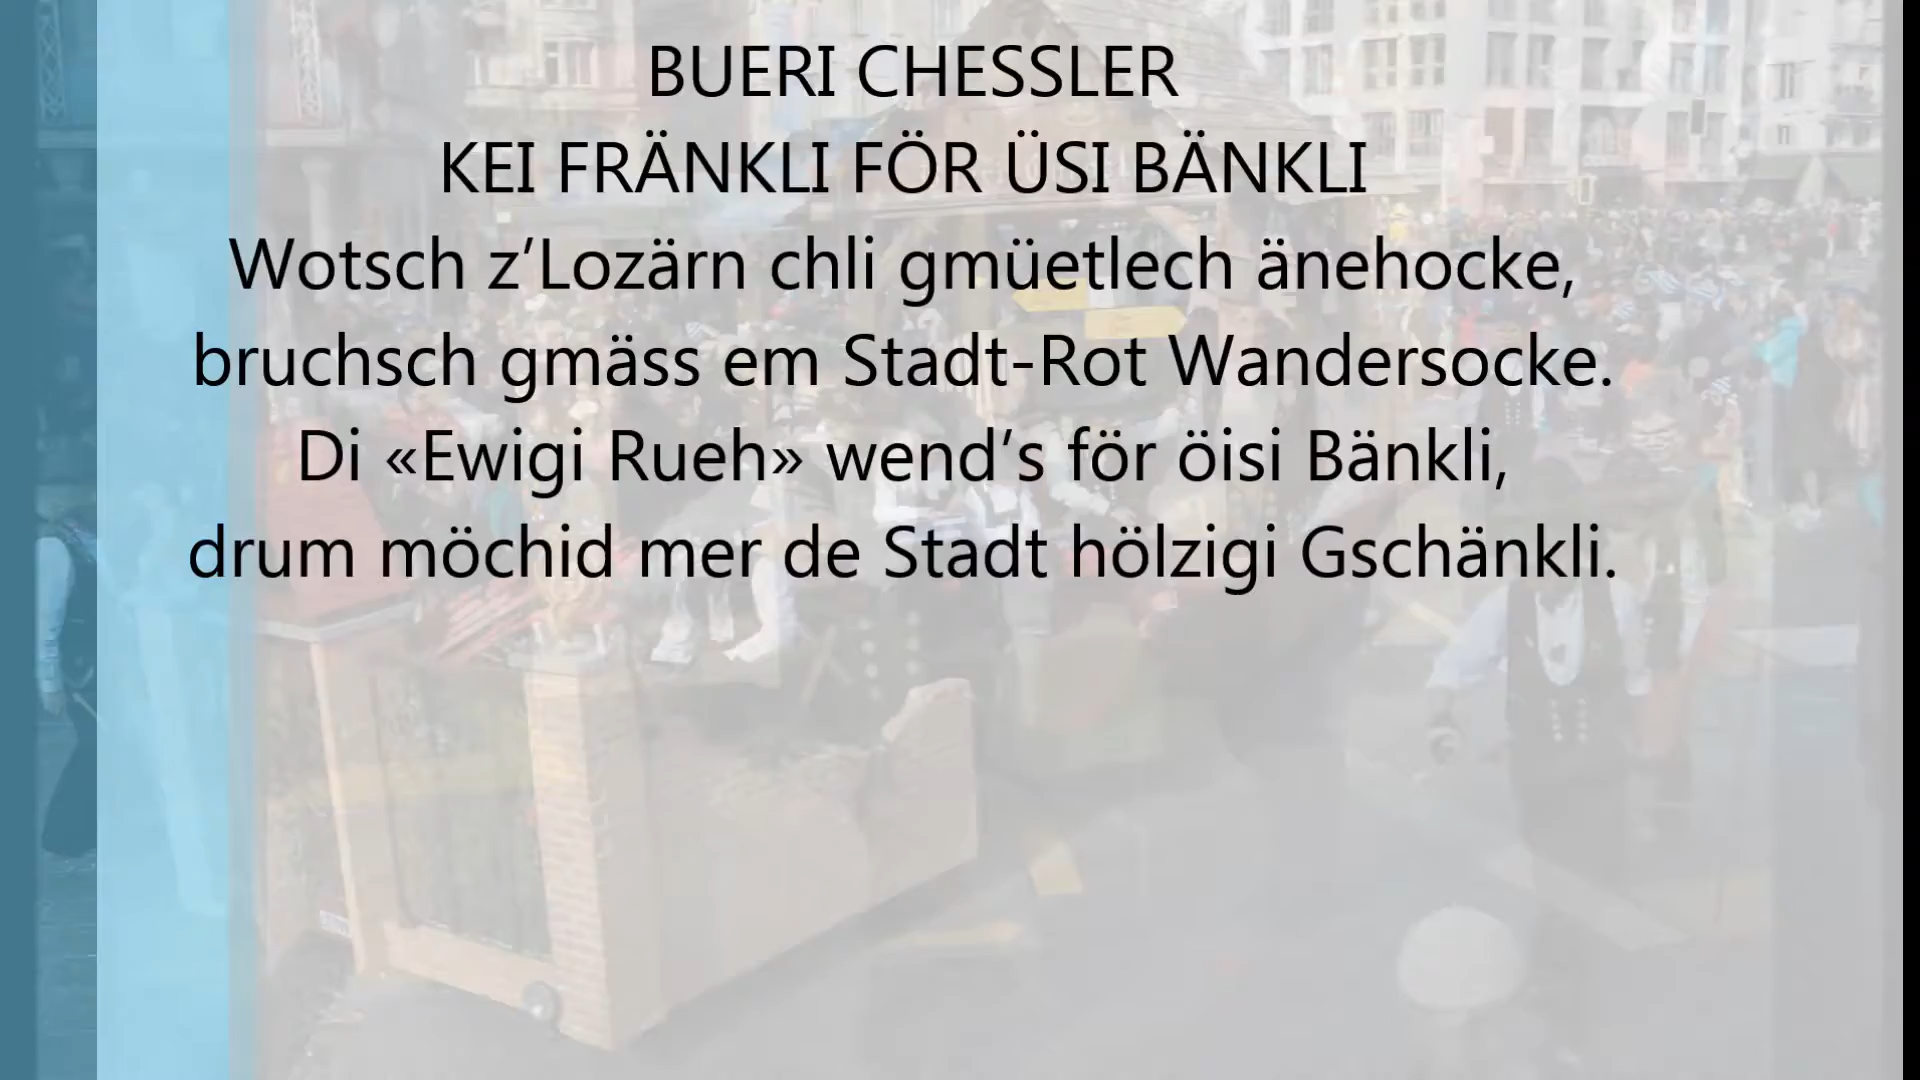 BUERI CHESSLER
KEI FRÄNKLI FÖR ÜSI BÄNKLI
Wotsch z’Lozärn chli gmüetlech änehocke,
bruchsch gmäss em Stadt-Rot Wandersocke.
Di «Ewigi Rueh» wend’s för öisi Bänkli,
drum möchid mer de Stadt hölzigi Gschänkli.